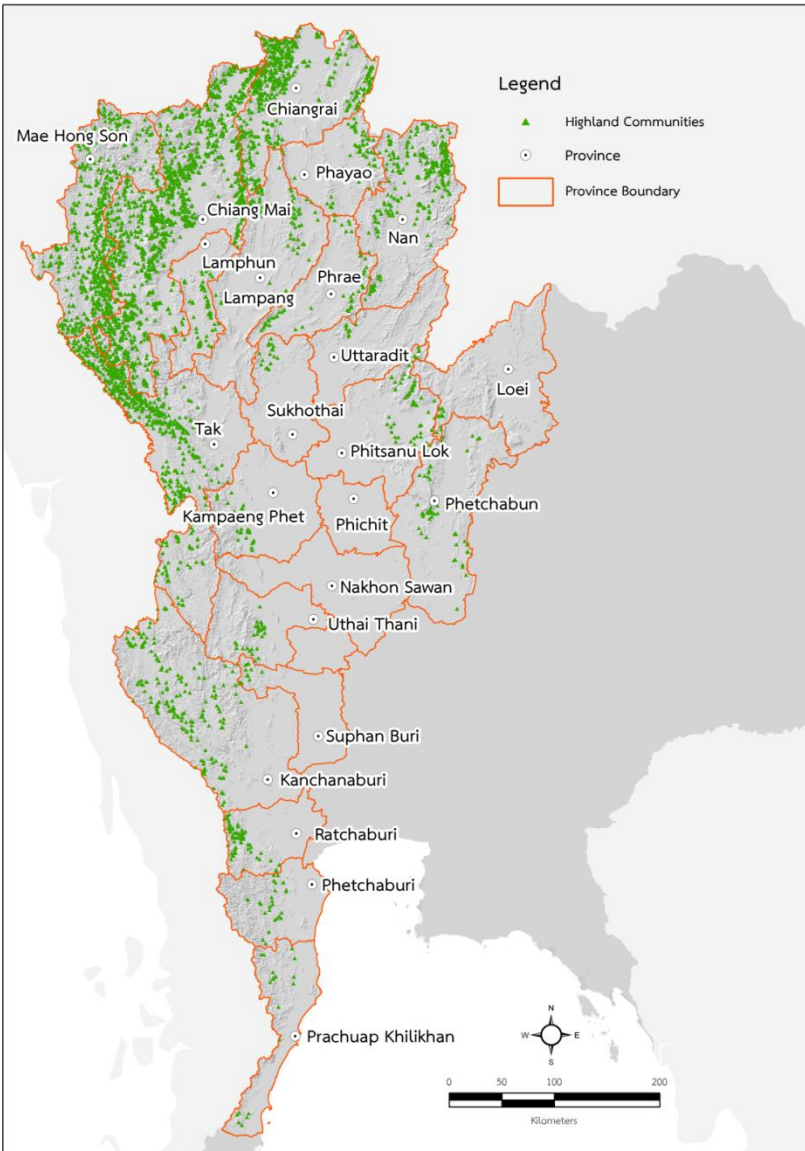 Legend
Highland Communities
Province
Province Boundary
Chiangrai
Mae Hong Son
Phayao
Chiang Mai
Nan
Lamphun
Lampang
Phrae
Uttaradit
Loei
Sukhothai
Tak
Phitsanu Lok
Kampaeng Phet
Phichit
Phetchabun
Nakhon Sawan
Uthai Thani
Suphan Buri
Kanchanaburi
Ratchaburi
Phetchaburi
Prachuap Khilikhan
N
W E
S
0 50 100 200
Kilometers